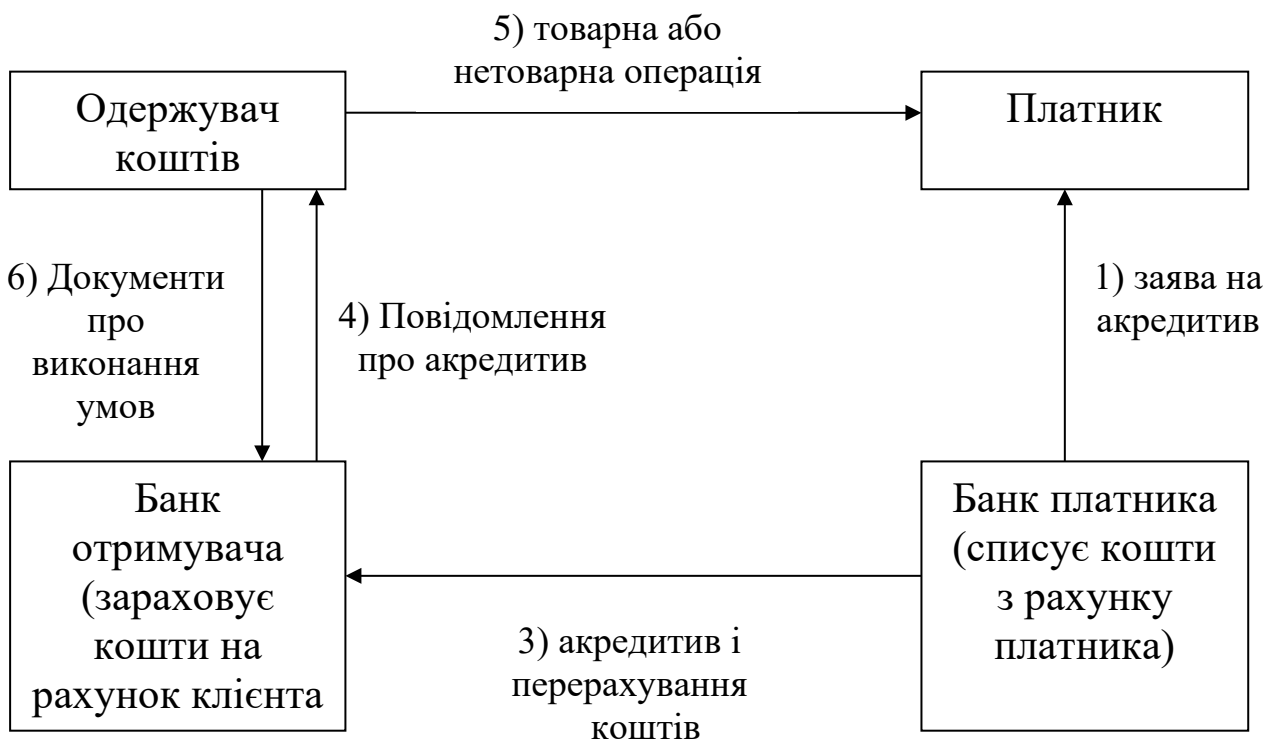 5) товарна або
нетоварна операція
Одержувач
коштів
Платник
6) Документи
про
виконання
умов
4) Повідомлення
про акредитив
1) заява на
акредитив
Банк
отримувача
(зараховує
кошти на
рахунок клієнта
Банк платника
(списує кошти
з рахунку
платника)
3) акредитив і
перерахування
коштів